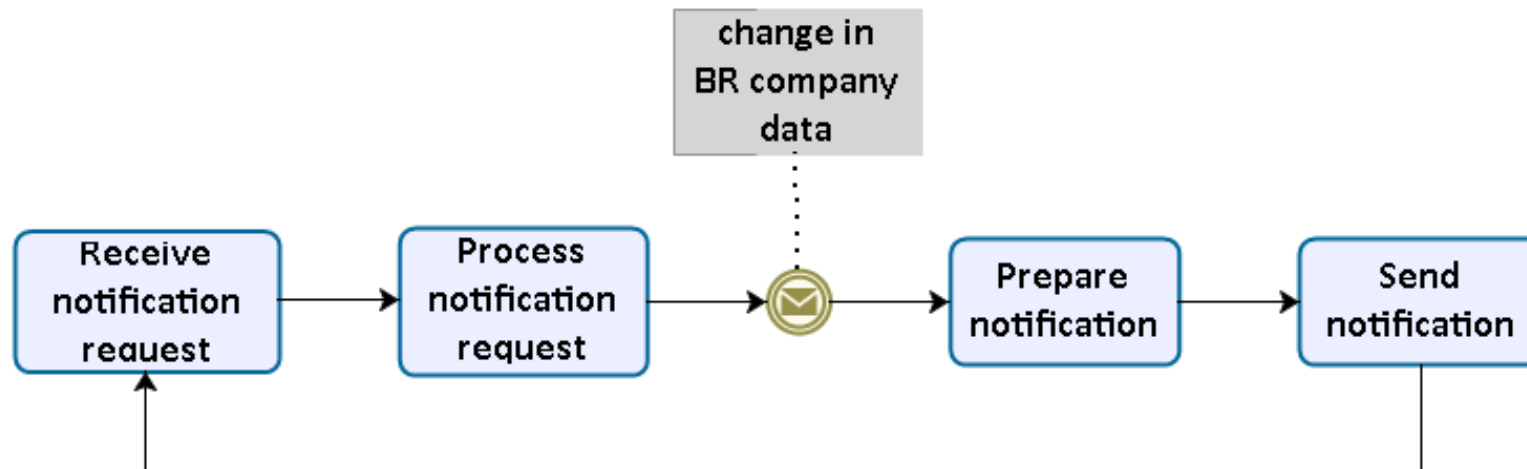 change in
BR company
data
Receive
notification
request
Process
notification
request
Prepare
notification
Send
notification